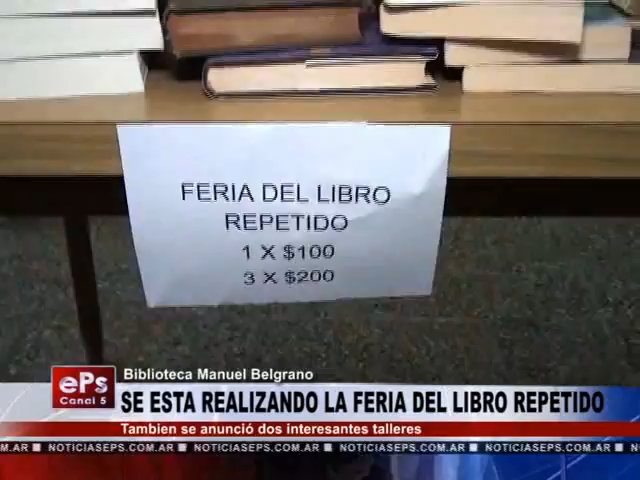 FERIA DEL LIBRO
REPETIDO
1 X $100
3 X $200
Biblioteca Manuel Belgrano
ePs
Canal 5
SE ESTA REALIZANDO LA FERIA DEL LIBRO REPETIDO
Tambien se anunció dos interesantes talleres
M.AR ■ NOTICIASEPS.COM.AR ■ NOTICIASEPS.COM.AR ■ NOTICIASEPS.COM.AR ■ NOTICIASEPS.COM.AR